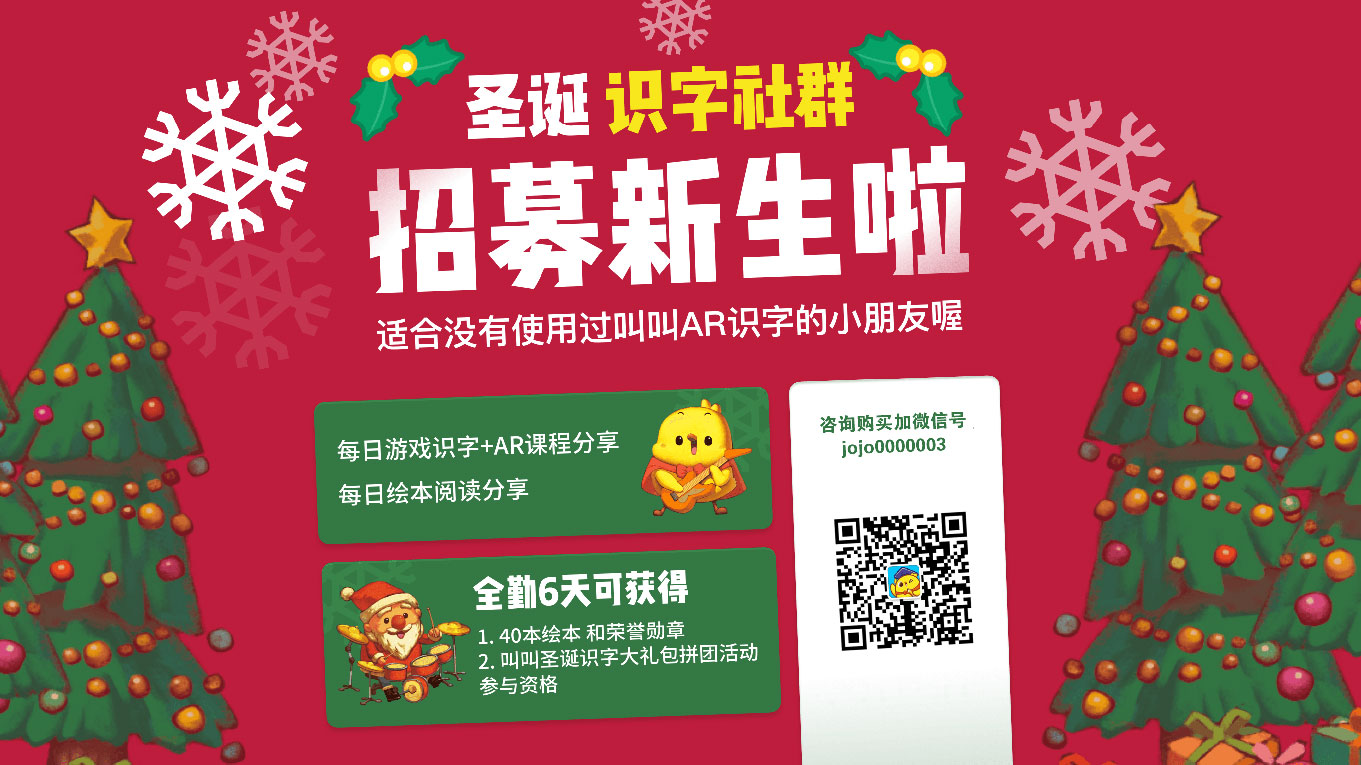 圣诞 识字社群
招募新生啦
适合没有使用过叫叫AR识字的小朋友喔
每日游戏识字+AR课程分享
每日绘本阅读分享
全勤6天可获得
1. 40本绘本 和荣誉勋章
2. 叫叫圣诞识字大礼包拼团活动
参与资格
咨询购买加微信号
jojo0000003